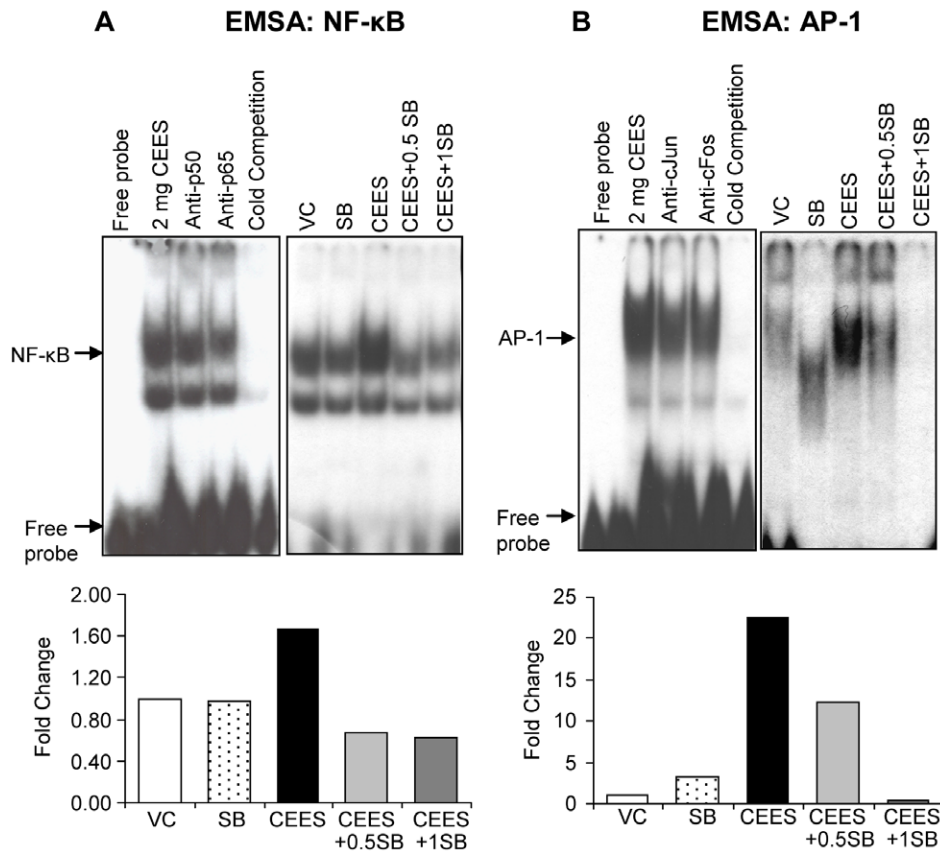 A EMSA: NF-κB
Free probe
2 mg CEES
Anti-p50
Anti-p65
Cold Competition
VC
SB
CEES
CEES+0.5 SB
CEES+1SB
NF-κB
Free
probe
Fold Change
2.00
1.60
1.20
0.80
0.40
0.00
VC
SB
CEES
CEES
+0.5SB
CEES
+1SB
B EMSA: AP-1
Free probe
2 mg CEES
Anti-cJun
Anti-cFos
Cold Competition
VC
SB
CEES
CEES+0.5SB
CEES+1SB
AP-1
Free
probe
Fold Change
25
20
15
10
5
0
VC
SB
CEES
CEES
+0.5SB
CEES
+1SB